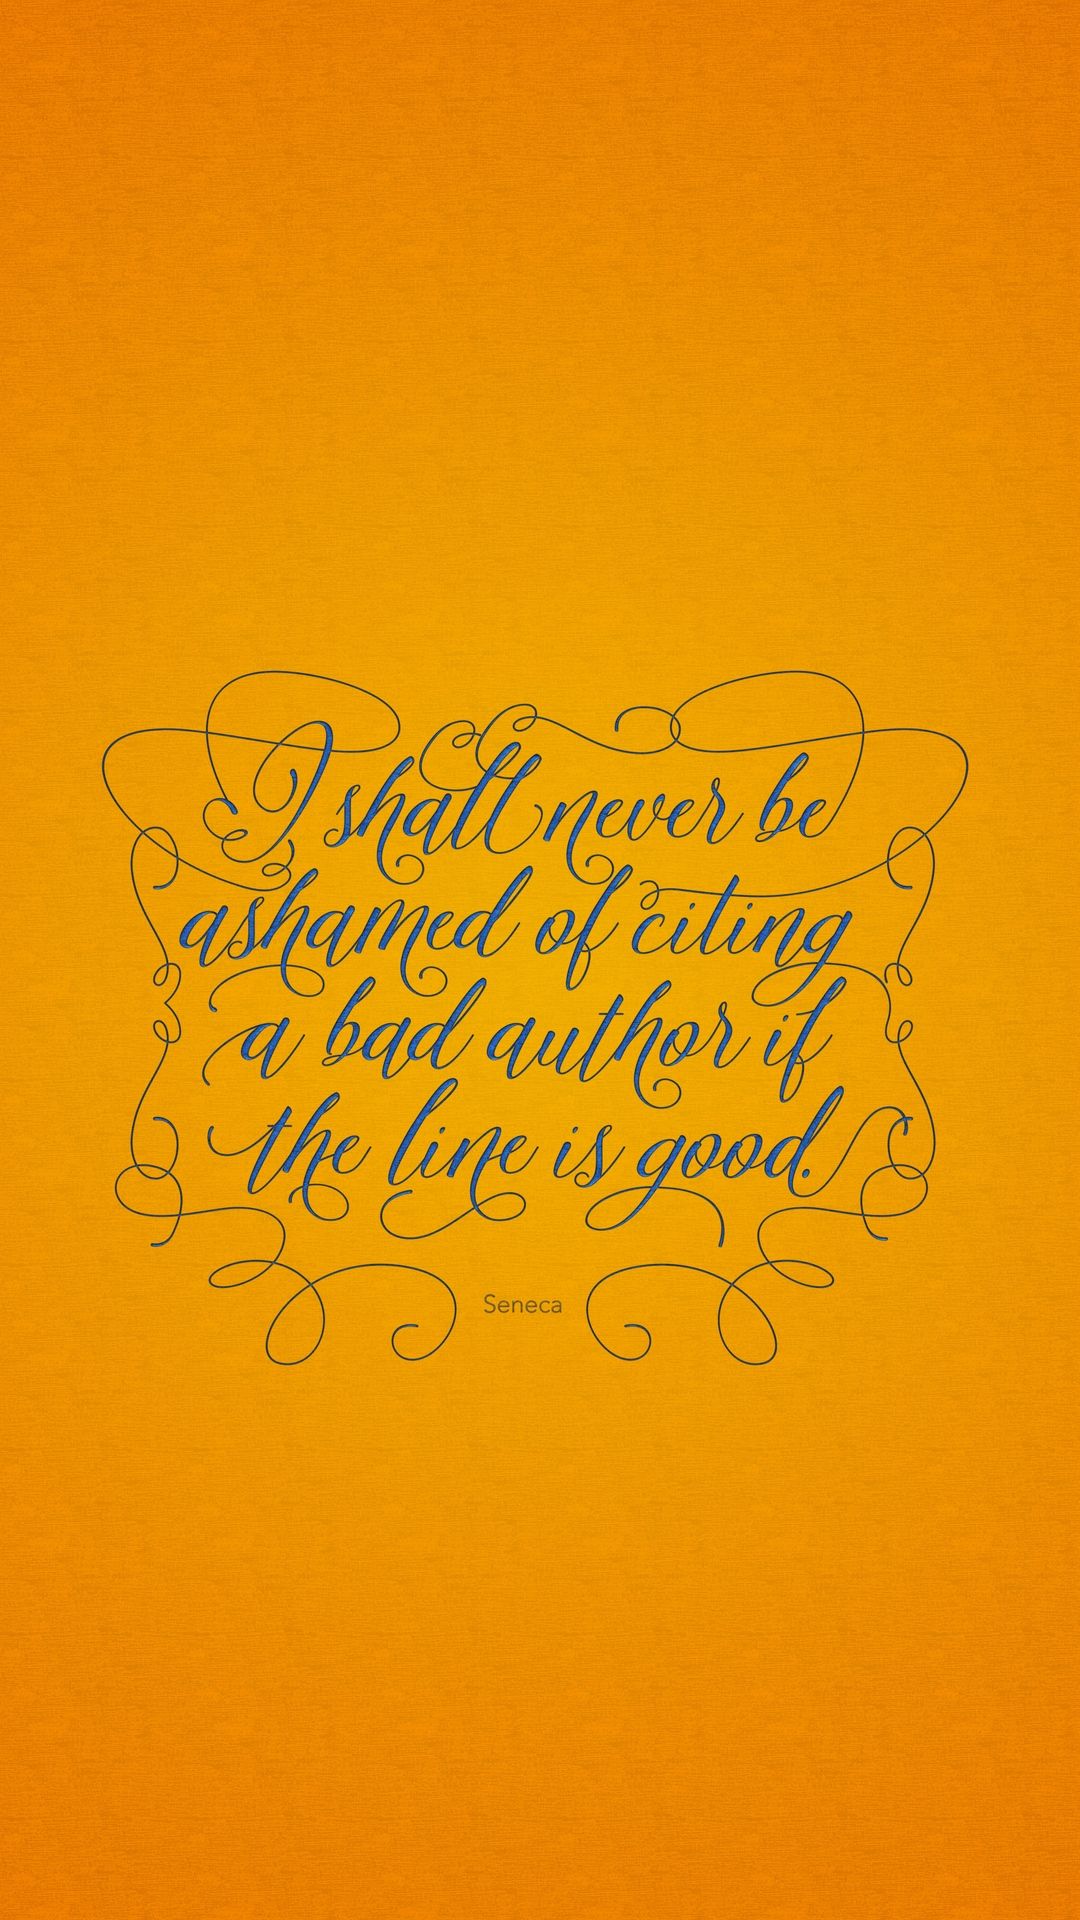 I shall never be
ashamed of citing
a bad author if
the line is good.
Seneca